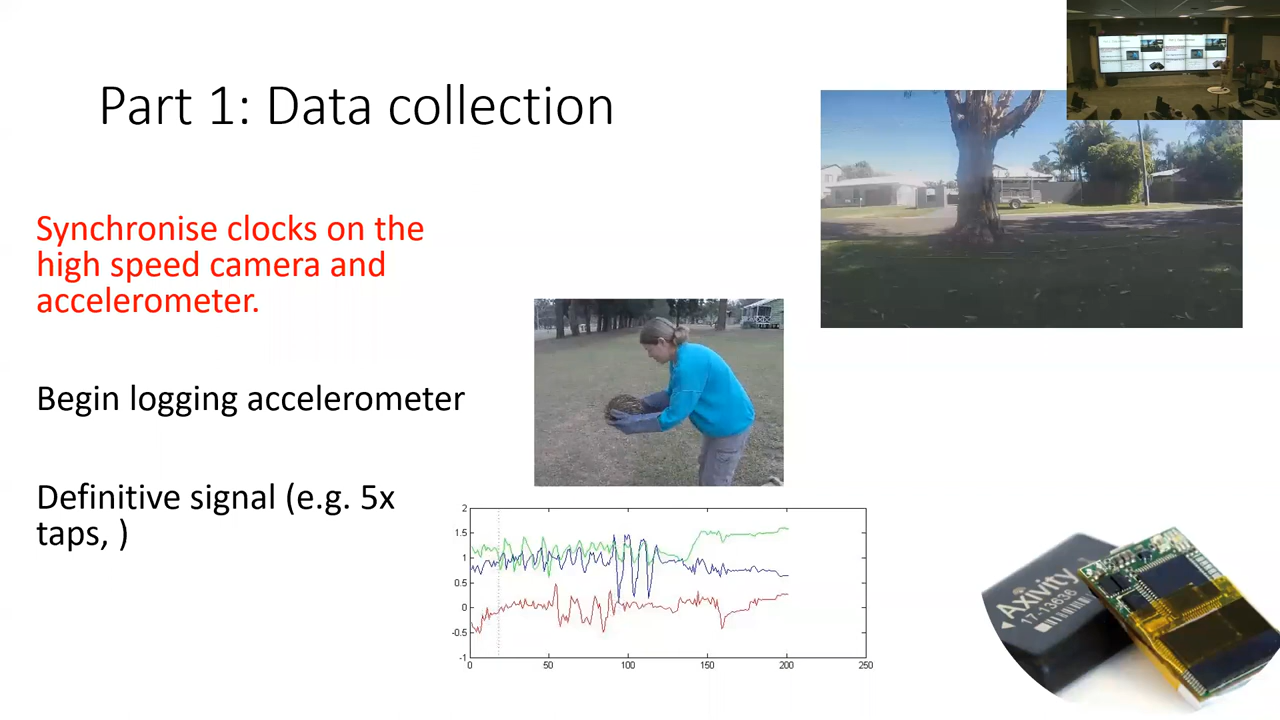 Part 1: Data collection
Synchronise clocks on the
high speed camera and
accelerometer.
Begin logging accelerometer
Definitive signal (e.g. 5x
taps, )
2
1.5
1
0.5
0
-0.5
-1
0 50 100 150 200 250
Axivity
17-13636